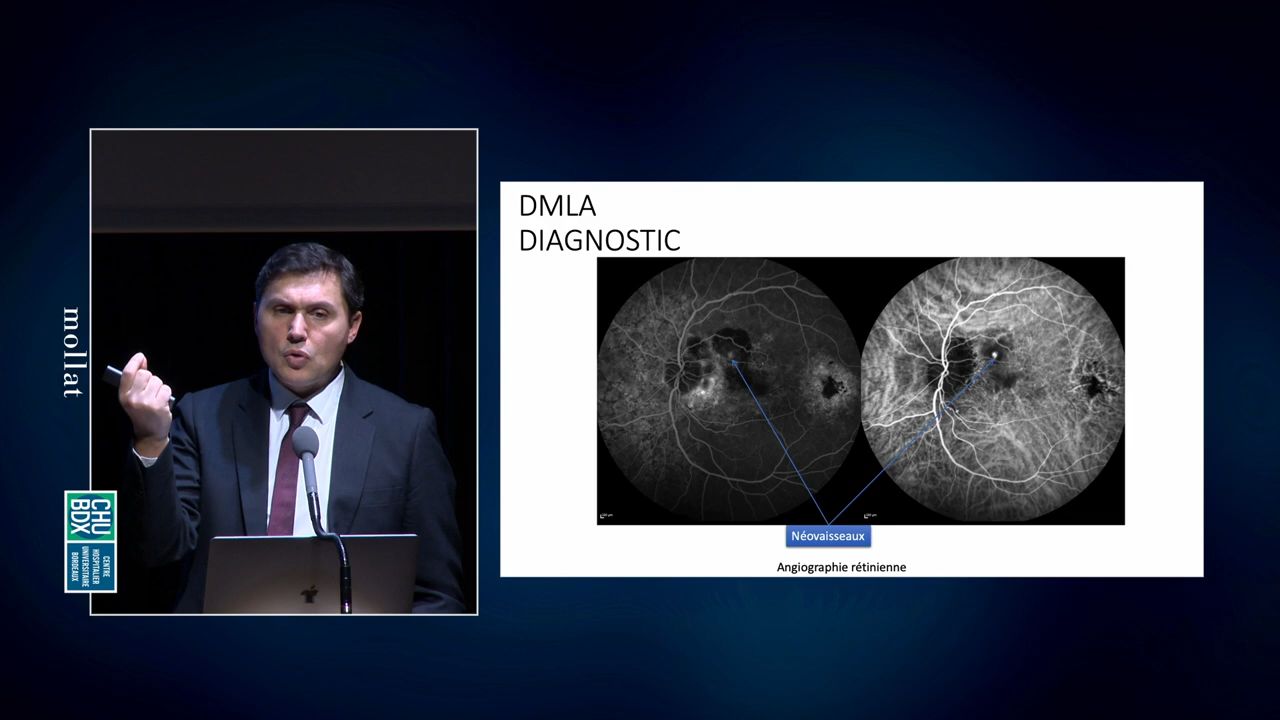 mollat
CHU
BDX
CENTRE
HOSPITALIER
UNIVERSITAIRE
BORDEAUX
DMLA
DIAGNOSTIC
Néovaisseaux
Angiographie rétinienne